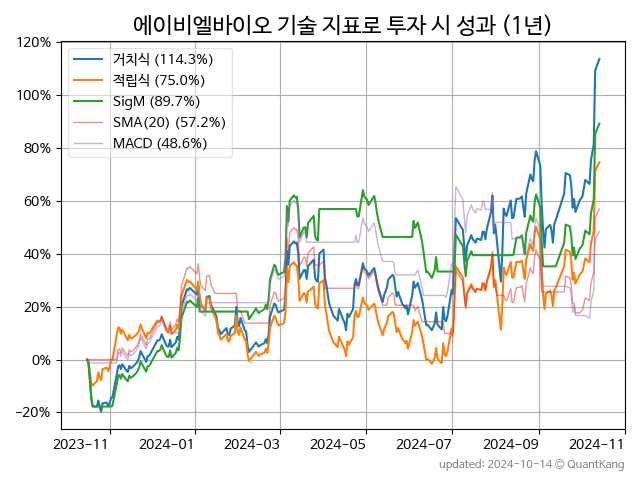 에이비엘바이오 기술 지표로 투자 시 성과 (1년)
120%
100%
80%
60%
40%
20%
0%
−20%
거치식 (114.3%)
적립식 (75.0%)
SigM (89.7%)
SMA(20) (57.2%)
MACD (48.6%)
2023-11 2024-01 2024-03 2024-05 2024-07 2024-09 2024-11
updated: 2024-10-14 © QuantKang